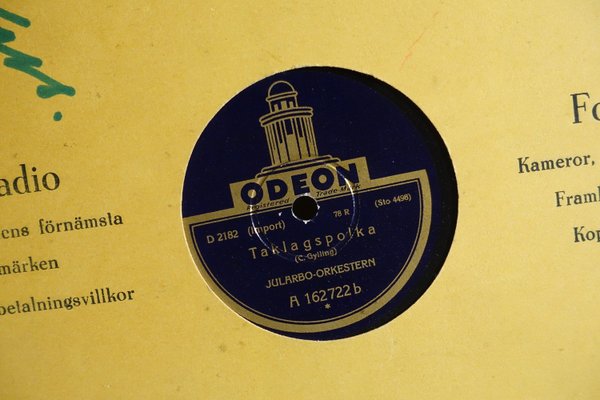 adio
ens förnämsla
märken
betalningsvillkor
ODEON
Registered Trade Mark
D 2182 (Import) 78 R (Sto 4496)
Taklagspolka
(C. Gylling)
JULARBO-ORKESTERN
A 162722 b
*
Fo
Kameror,
Framk
Kop